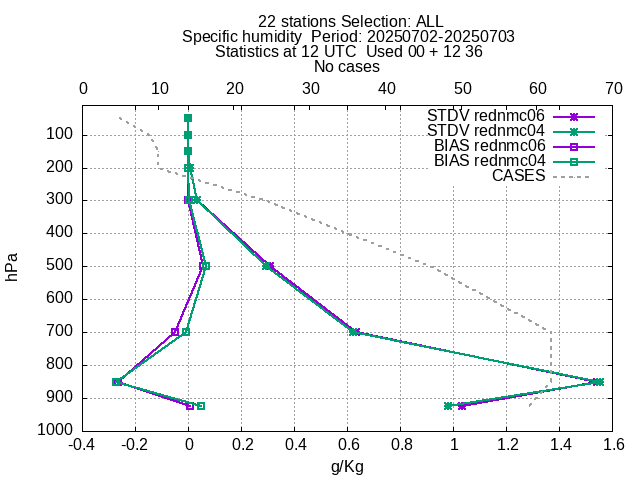 22 stations Selection: ALL
Specific humidity  Period: 20250702-20250703
Statistics at 12 UTC  Used 00 + 12 36
No cases
0 10 20 30 40 50 60 70
STDV rednmc06
STDV rednmc04
BIAS rednmc06
BIAS rednmc04
CASES
100
200
300
400
500
600
700
800
900
1000
hPa
-0.4 -0.2 0 0.2 0.4 0.6 0.8 1 1.2 1.4 1.6
g/Kg